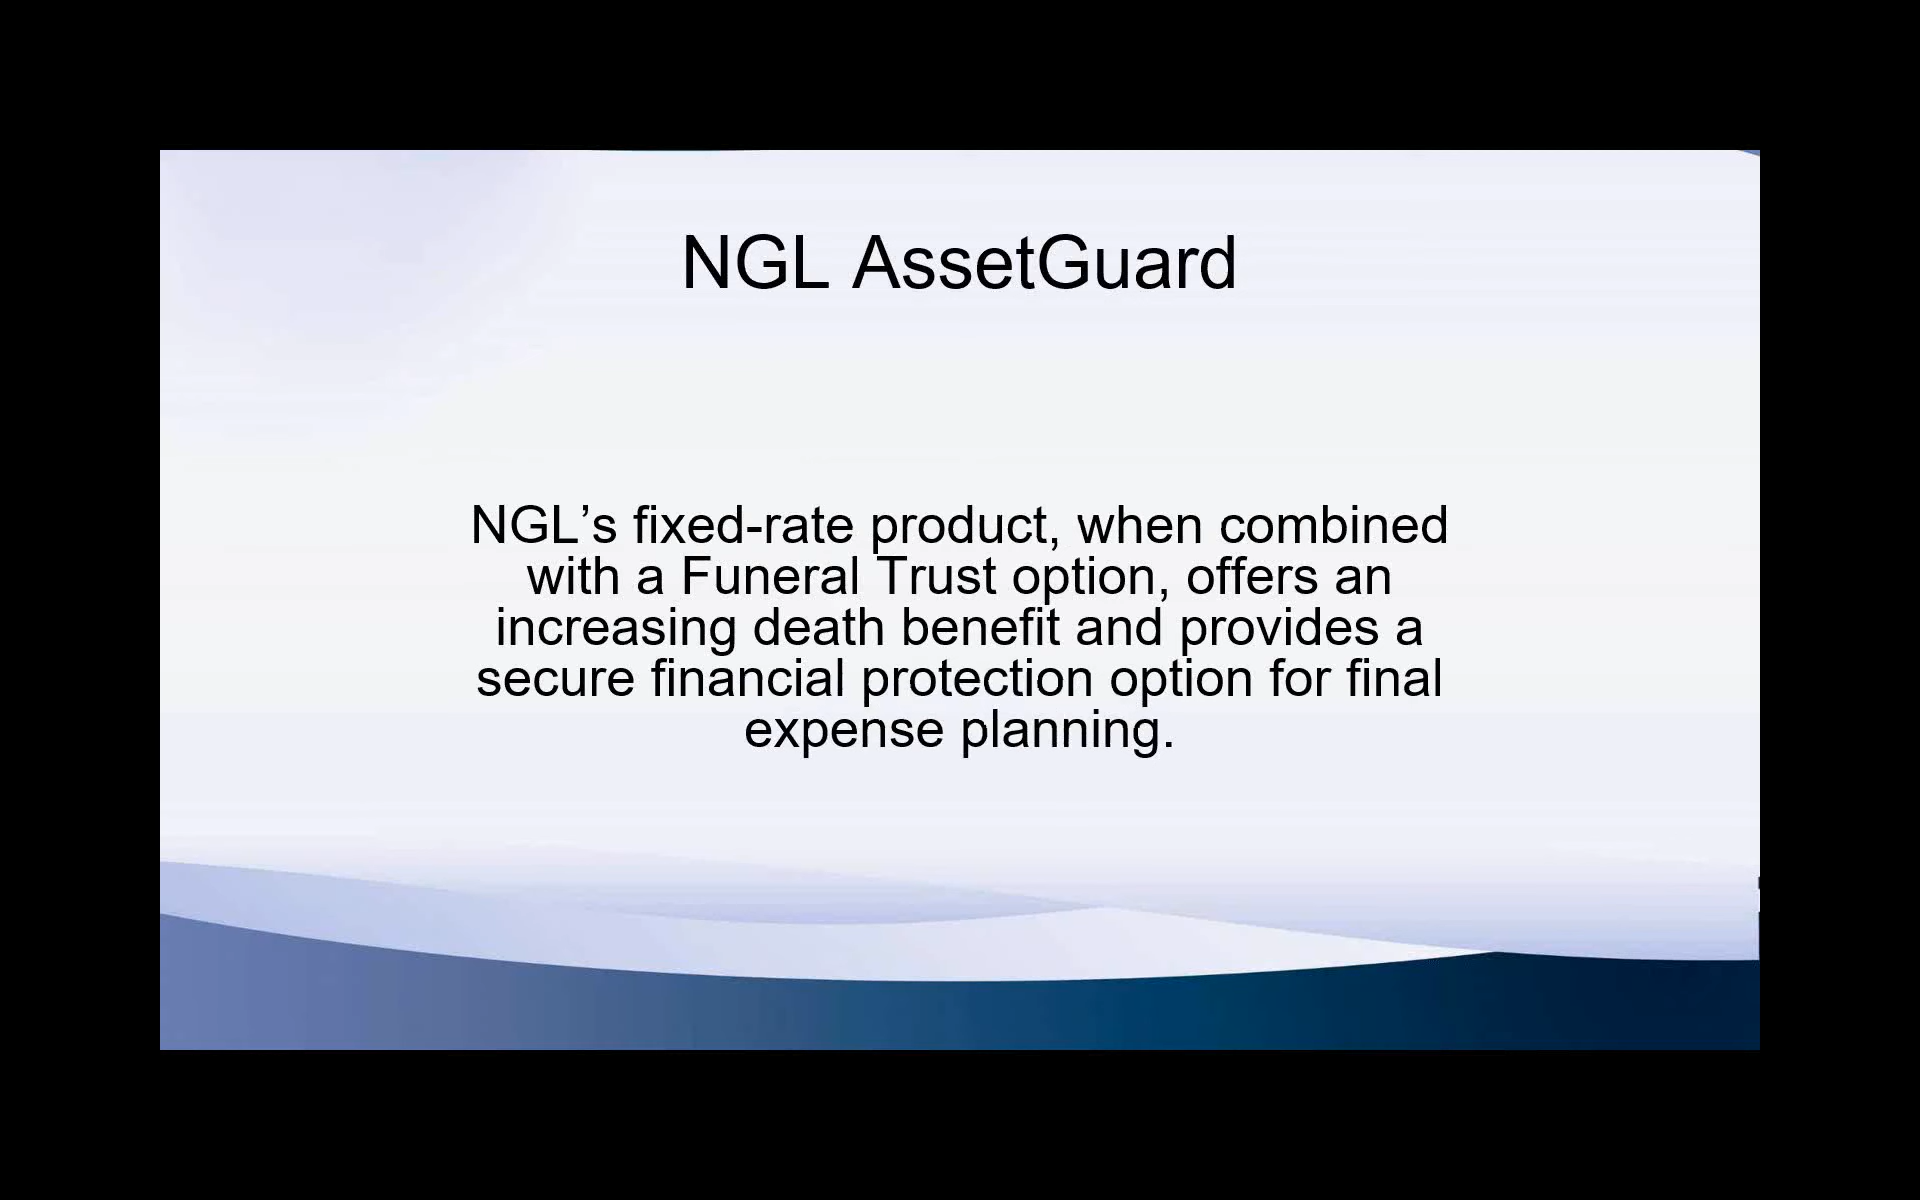 NGL AssetGuard
NGL’s fixed-rate product, when combined
with a Funeral Trust option, offers an
increasing death benefit and provides a
secure financial protection option for final
expense planning.